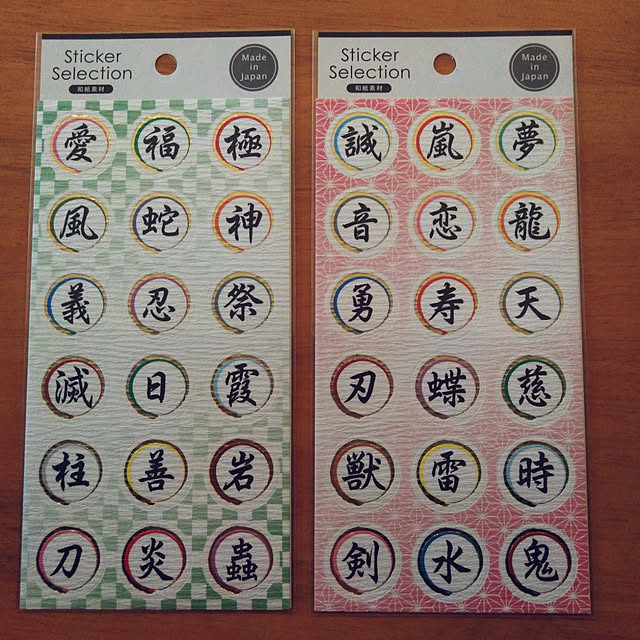 Sticker
Selection
和紙素材
Made
in
Japan
愛 福 極
風 蛇 神
義 忍 祭
滅 日 霞
柱 善 岩
刀 炎 蟲
Sticker
Selection
和紙素材
Made
in
Japan
誠 嵐 夢
音 恋 龍
勇 寿 天
刃 蝶 慈
獣 雷 時
剣 水 鬼